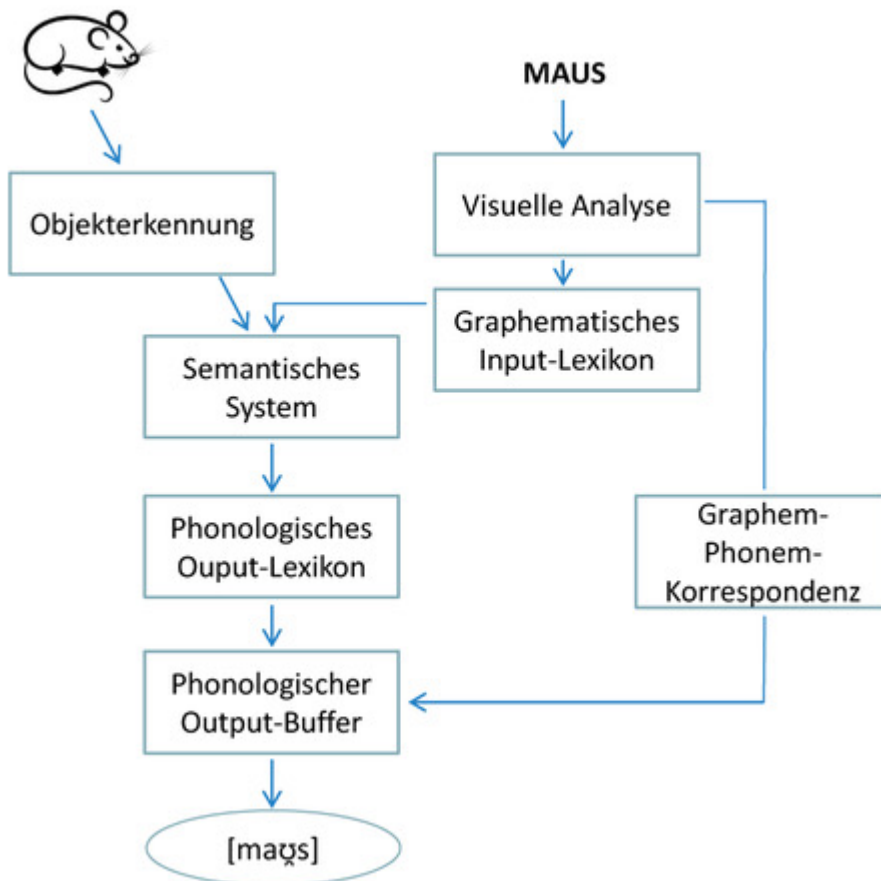 MAUS
Objekterkennung
Visuelle Analyse
Graphematisches
Input-Lexikon
Semantisches
System
Phonologisches
Ouput-Lexikon
Graphem-
Phonem-
Korrespondenz
Phonologischer
Output-Buffer
[maʊ̯s]